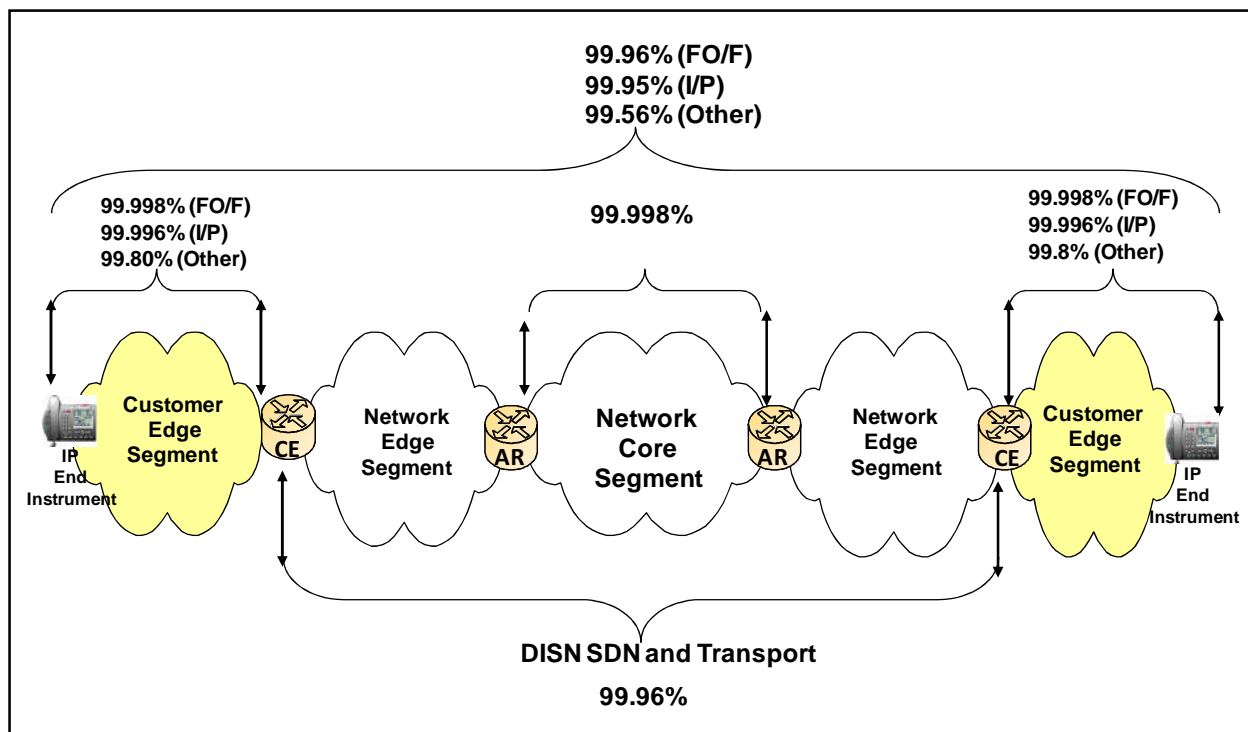 99.96% (FO/F)
99.95% (I/P)
99.56% (Other)
99.998% (FO/F)
99.996% (I/P)
99.80% (Other)
99.998%
99.998% (FO/F)
99.996% (I/P)
99.8% (Other)
IP
End
Instrument
Customer
Edge
Segment
CE
Network
Edge
Segment
AR
Network
Core
Segment
AR
Network
Edge
Segment
CE
Customer
Edge
Segment
IP
End
Instrument
DISN SDN and Transport
99.96%